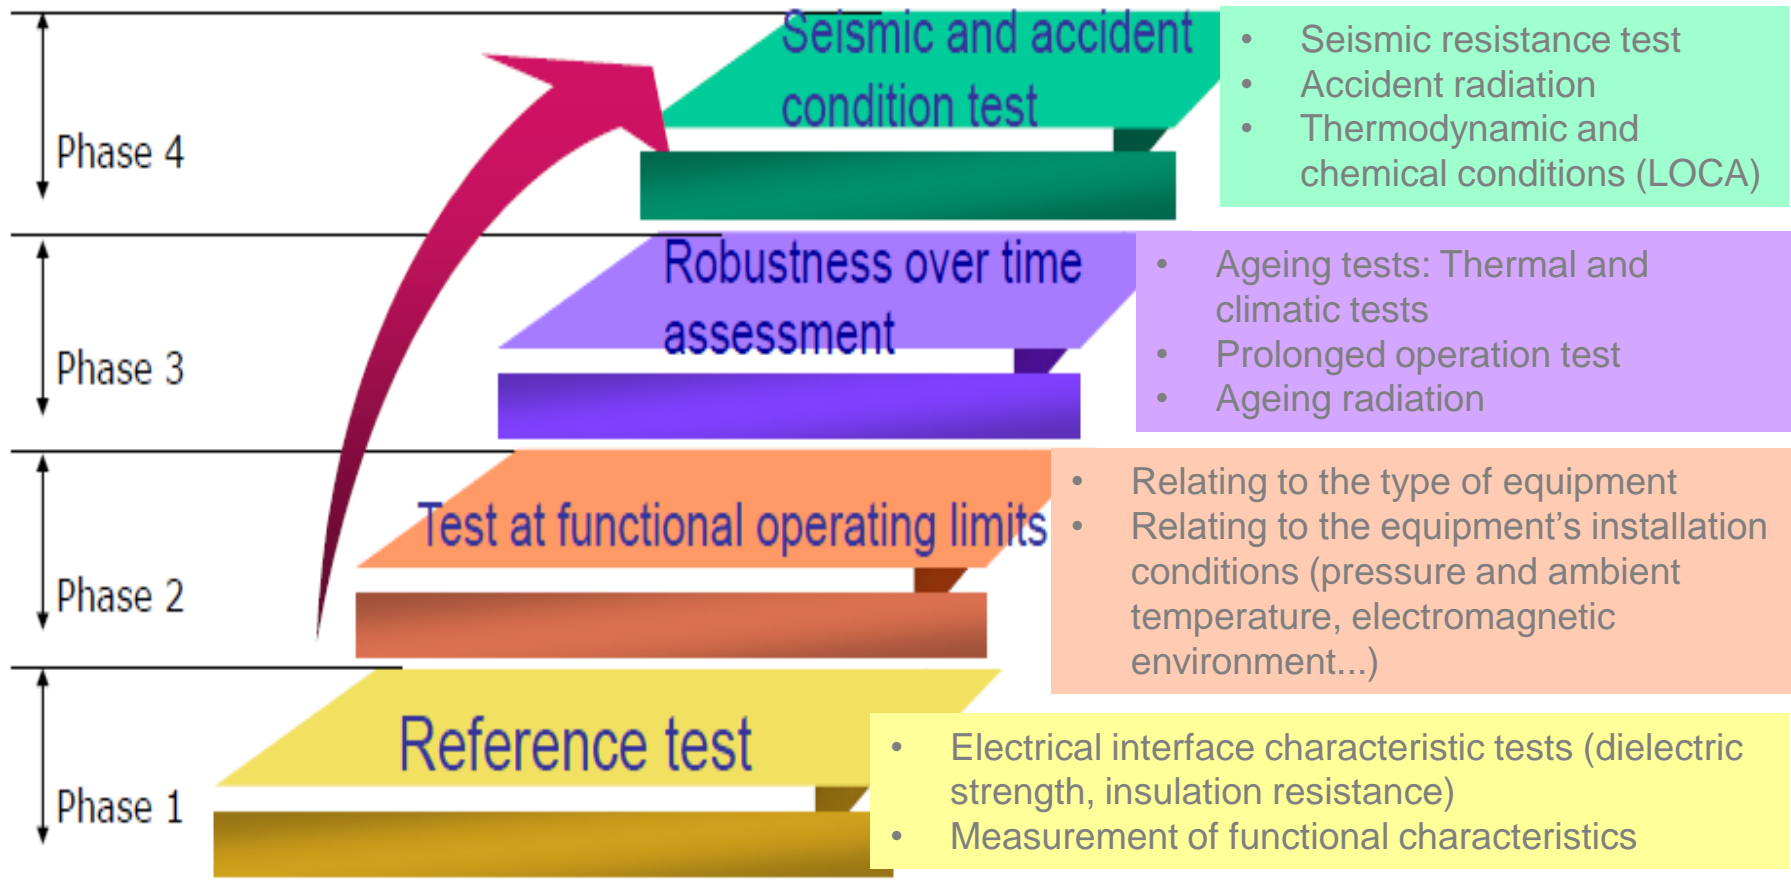 Phase 4
Seismic and accident
condition test
• Seismic resistance test
• Accident radiation
• Thermodynamic and
chemical conditions (LOCA)
Phase 3
Robustness over time
assessment
• Ageing tests: Thermal and
climatic tests
• Prolonged operation test
• Ageing radiation
Phase 2
Test at functional operating limits
• Relating to the type of equipment
• Relating to the equipment’s installation
conditions (pressure and ambient
temperature, electromagnetic
environment...)
Phase 1
Reference test
• Electrical interface characteristic tests (dielectric
strength, insulation resistance)
• Measurement of functional characteristics